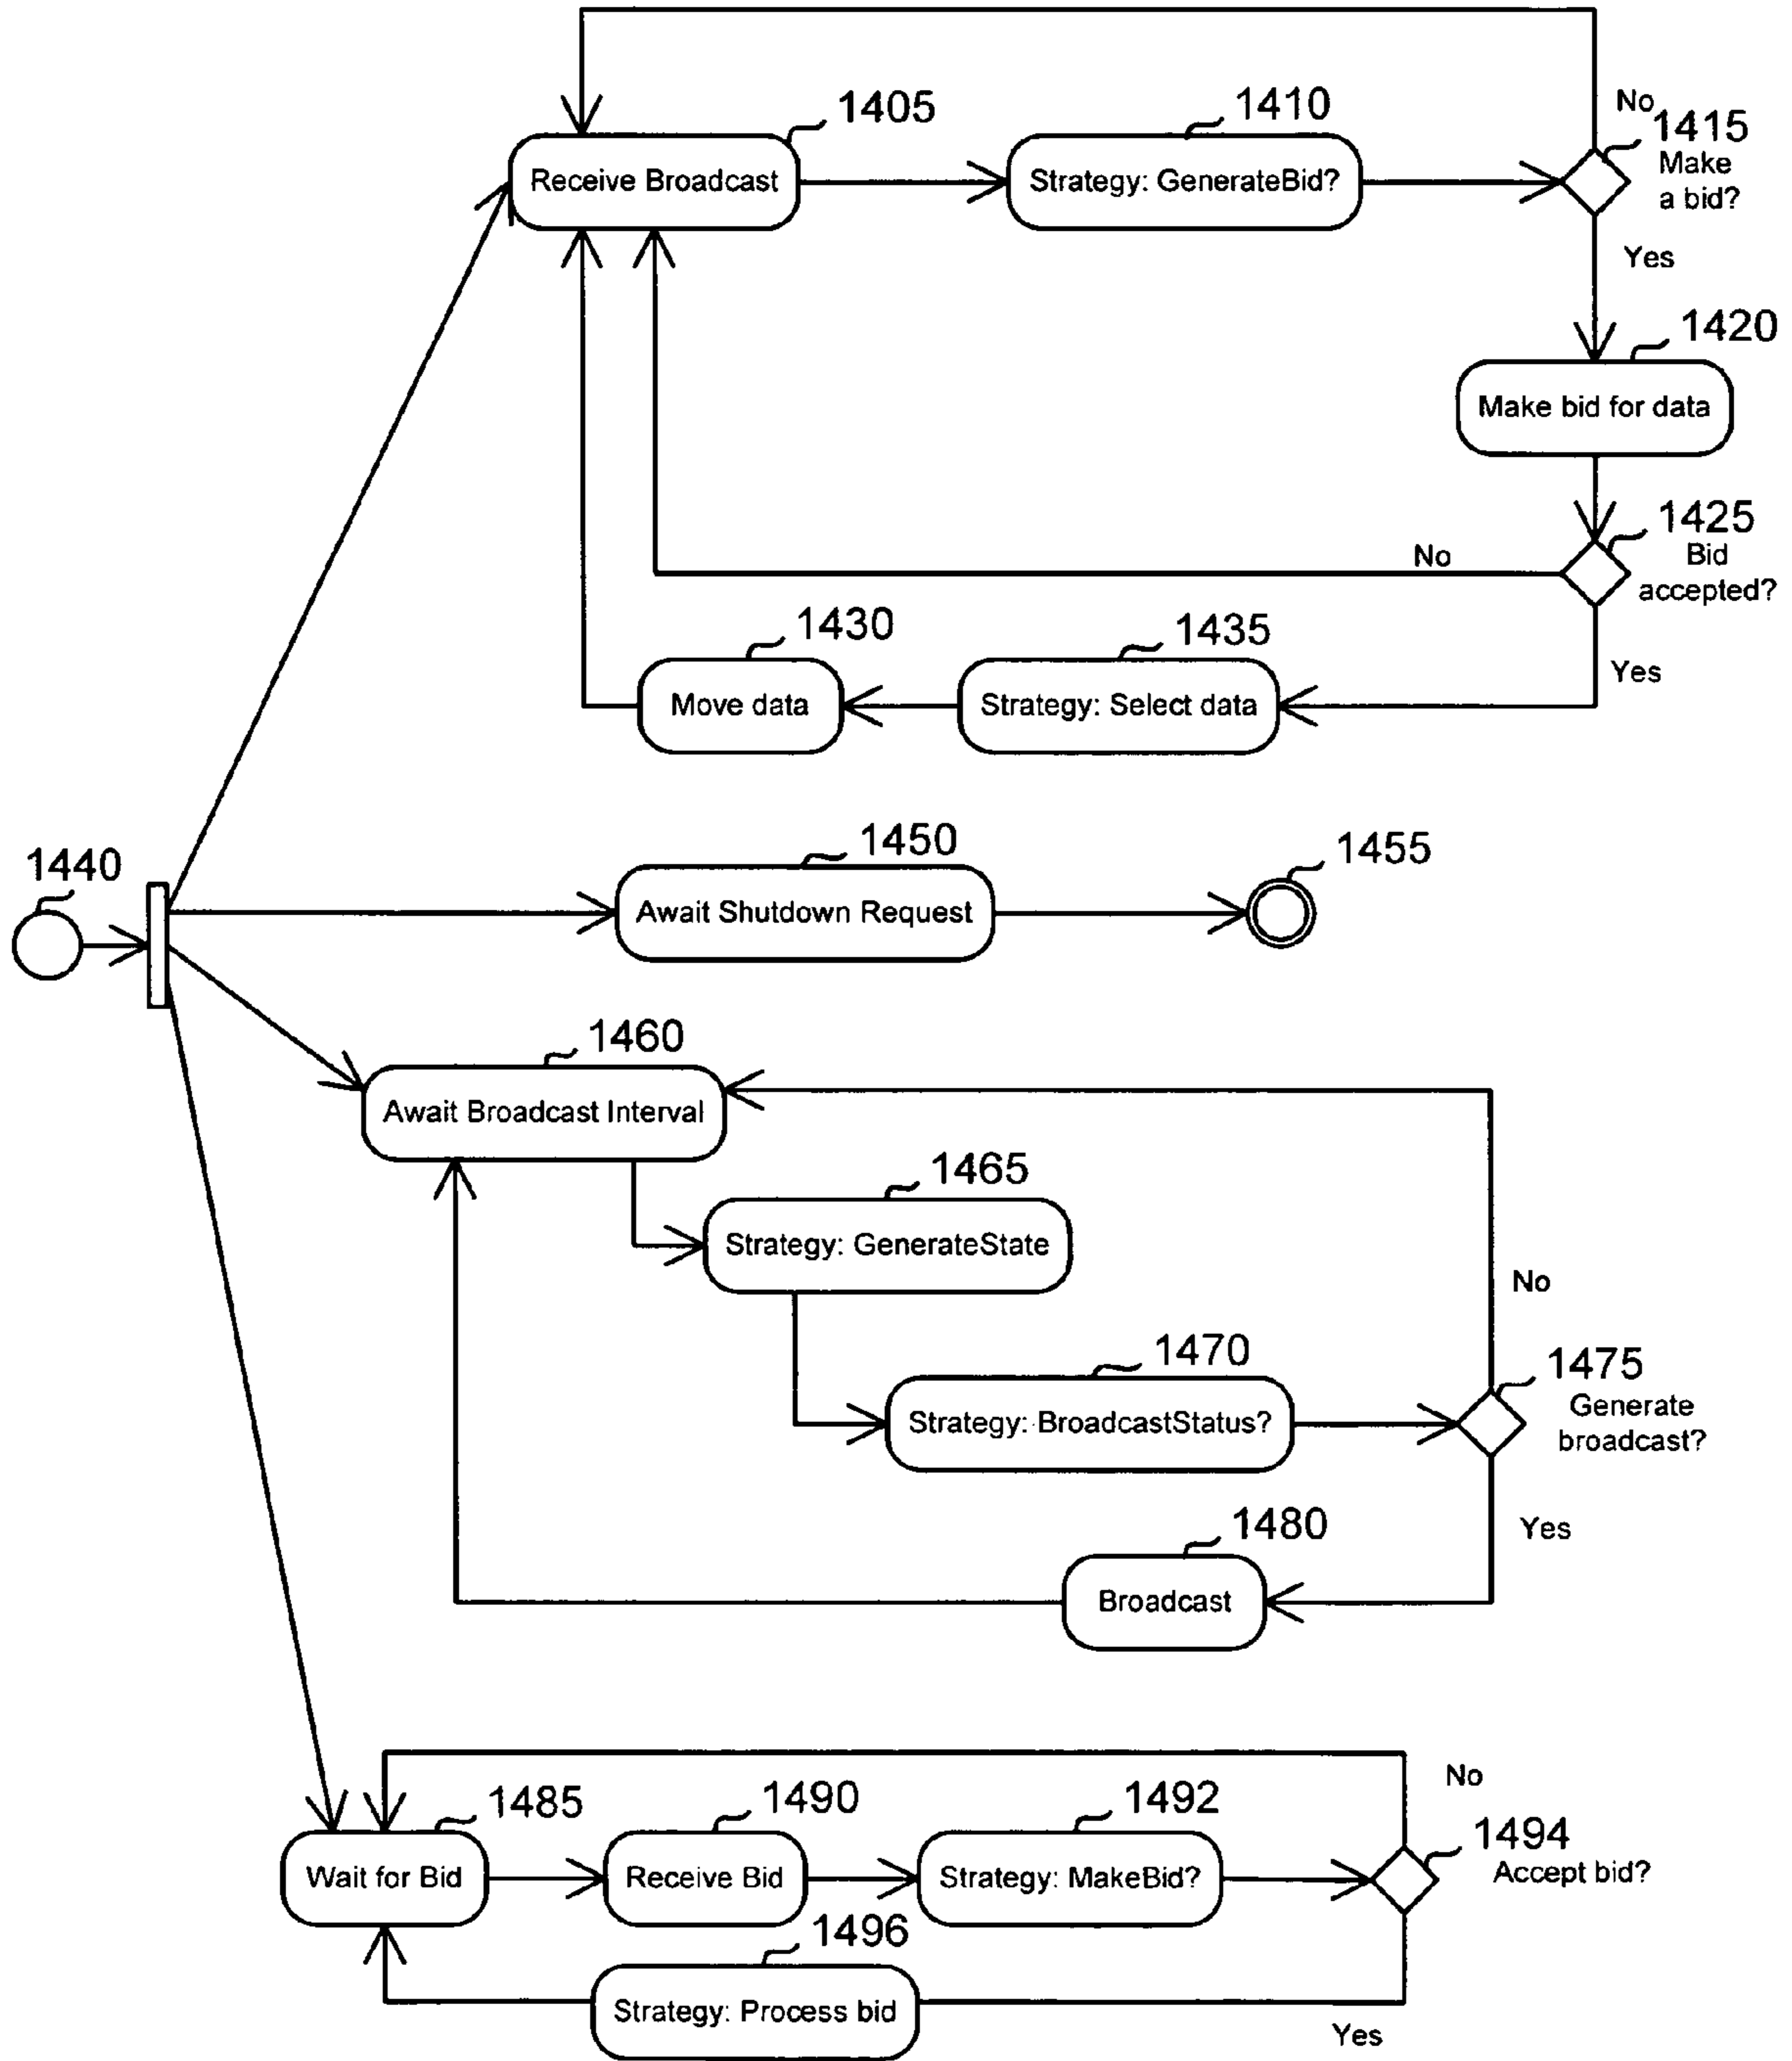 No
1405
1410
1415
Make
a bid?
Receive Broadcast
Strategy: GenerateBid?
Yes
1420
Make bid for data
1425
Bid
accepted?
No
1430
1435
Yes
Move data
Strategy: Select data
1440
1450
1455
Await Shutdown Request
1460
Await Broadcast Interval
1465
Strategy: GenerateState
No
1470
1475
Generate
broadcast?
Strategy: BroadcastStatus?
1480
Yes
Broadcast
No
1485
1490
1492
1494
Accept bid?
Wait for Bid
Receive Bid
Strategy: MakeBid?
1496
Strategy: Process bid
Yes